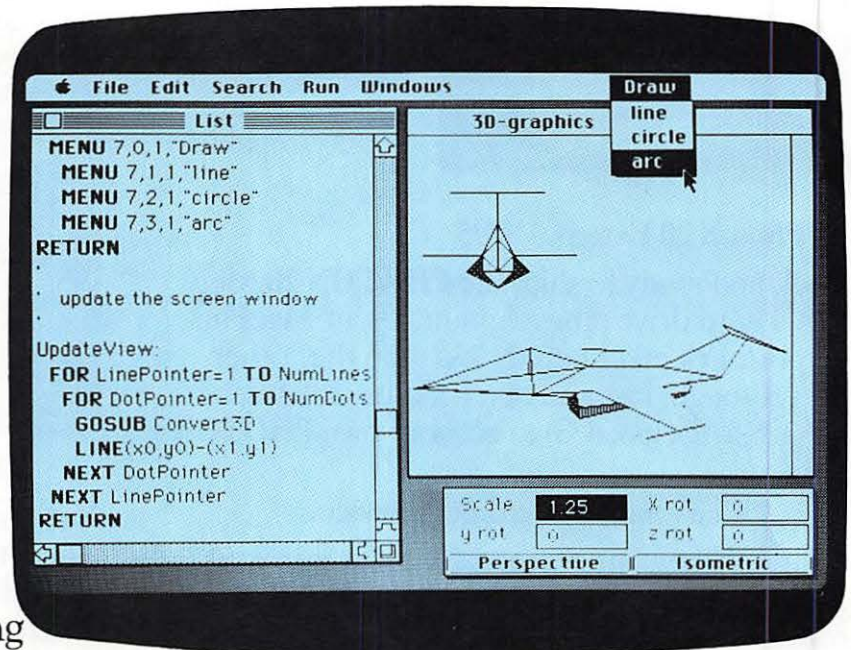 File Edit Search Run Windows Draw
line
circle
arc
List
MENU 7,0,1,"Draw"
MENU 7,1,1,"line"
MENU 7,2,1,"circle"
MENU 7,3,1,"arc"
RETURN
'
' update the screen window
'
UpdateView:
FOR LinePointer=1 TO NumLines
FOR DotPointer=1 TO NumDots
GOSUB Convert3D
LINE(x0,y0)-(x1,y1)
NEXT DotPointer
NEXT LinePointer
RETURN
3D-graphics
Scale 1.25 X rot 0
y rot 0 z rot 0
Perspective Isometric